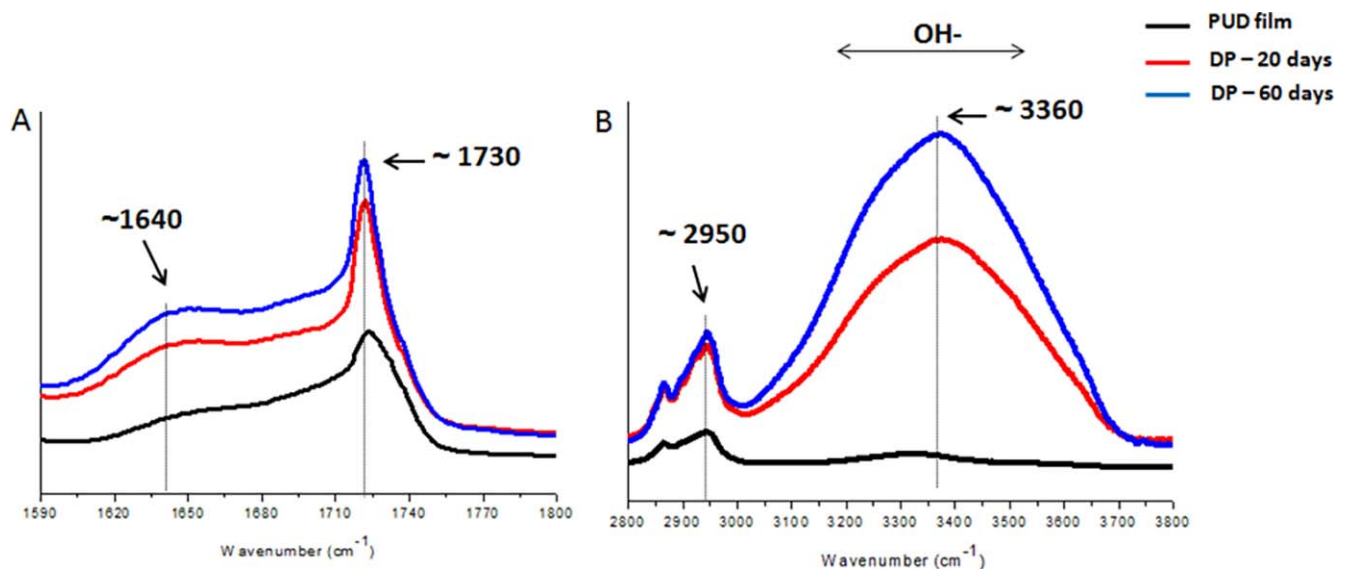 OH-
PUD film
DP – 20 days
DP – 60 days
A
~ 1730
~1640
1590 1620 1650 1680 1710 1740 1770 1800
Wavenumber (cm-1)
B
~ 3360
~ 2950
2800 2900 3000 3100 3200 3300 3400 3500 3600 3700 3800
Wavenumber (cm-1)